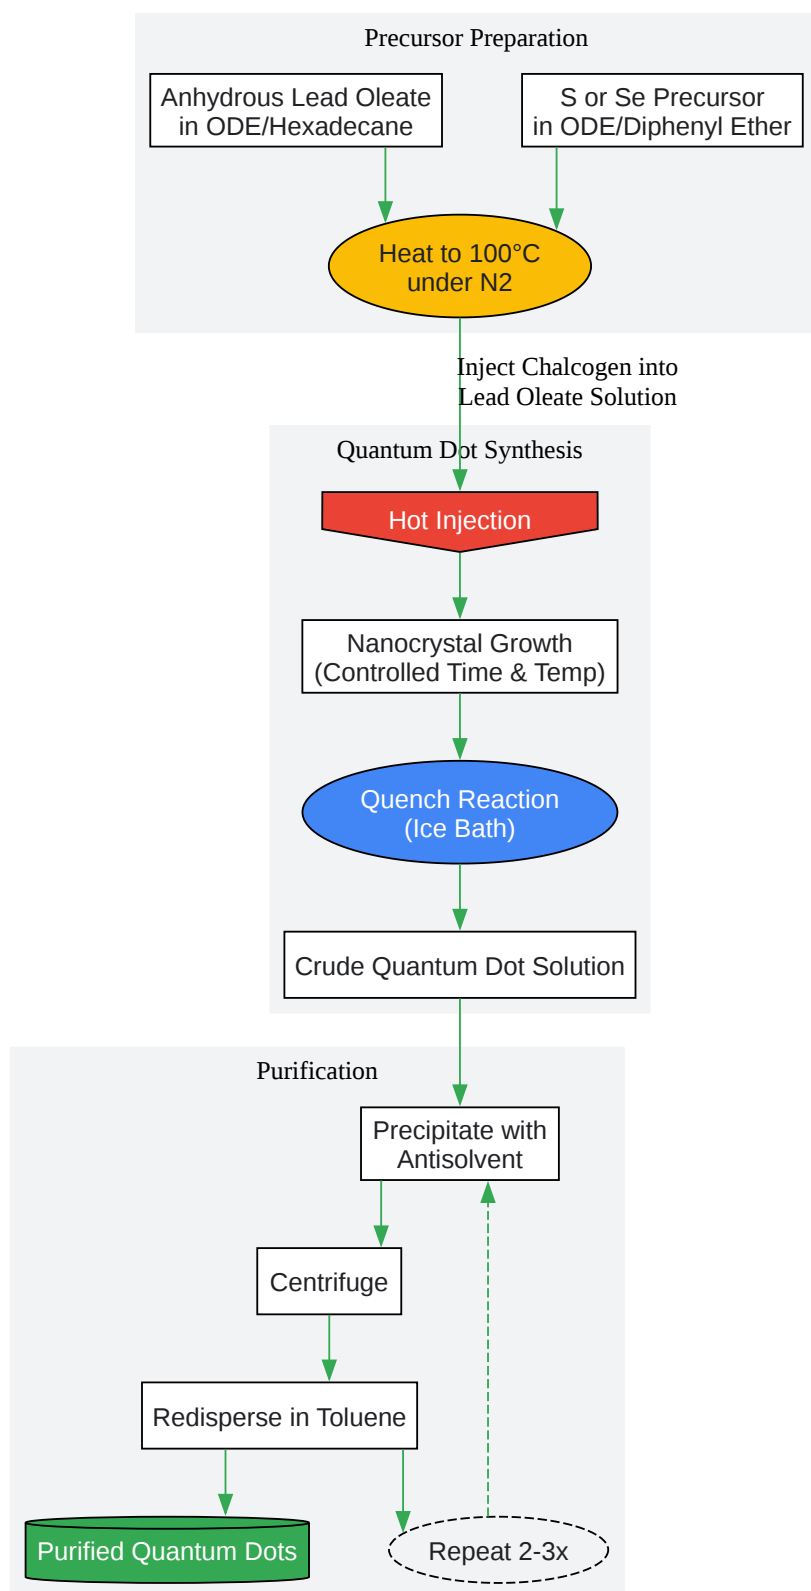 Precursor Preparation
Anhydrous Lead Oleate
in ODE/Hexadecane
S or Se Precursor
in ODE/Diphenyl Ether
Heat to 100°C
under N2
Inject Chalcogen into
Lead Oleate Solution
Quantum Dot Synthesis
Hot Injection
Nanocrystal Growth
(Controlled Time & Temp)
Quench Reaction
(Ice Bath)
Crude Quantum Dot Solution
Purification
Precipitate with
Antisolvent
Centrifuge
Redisperse in Toluene
Purified Quantum Dots
Repeat 2-3x